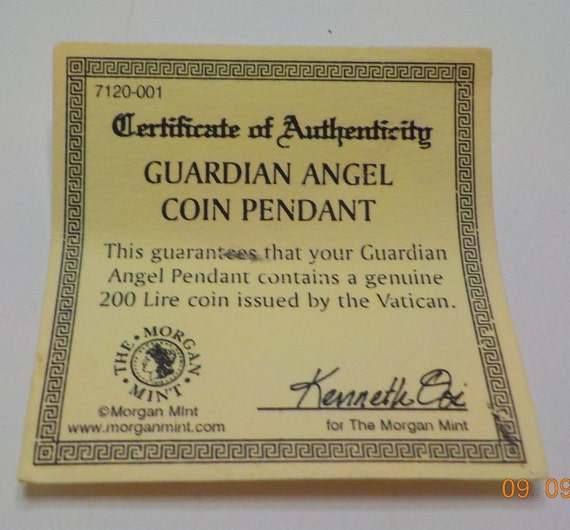 7120-001
Certificate of Authenticity
GUARDIAN ANGEL
COIN PENDANT
This guarantees that your Guardian
Angel Pendant contains a genuine
200 Lire coin issued by the Vatican.
THE • MORGAN • MINT •
Kenneth
©Morgan Mint
www.morganmint.com
for The Morgan Mint
09.09